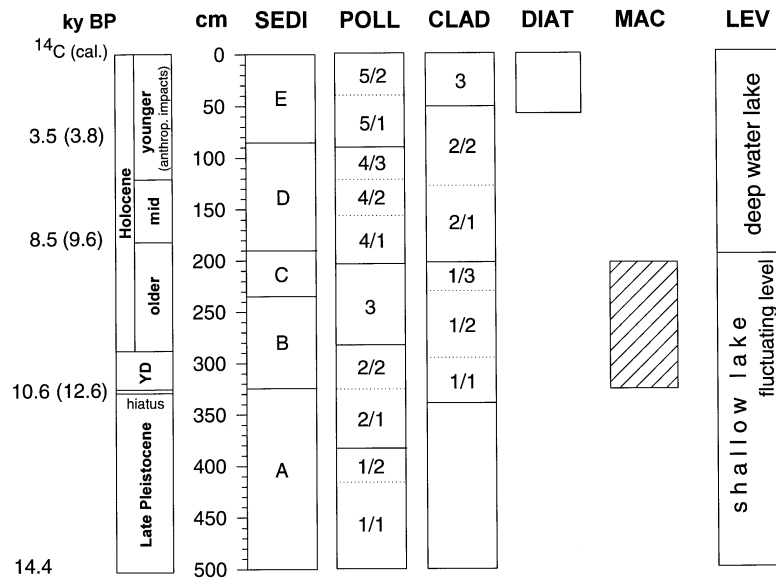 ky BP cm SEDI POLL CLAD DIAT MAC LEV
¹⁴C (cal.)
3.5 (3.8)
8.5 (9.6)
10.6 (12.6)
14.4
Holocene
younger
(anthrop. impacts)
mid
older
YD
hiatus
Late Pleistocene
0
50
100
150
200
250
300
350
400
450
500
E
D
C
B
A
5/2
5/1
4/3
4/2
4/1
3
2/2
2/1
1/2
1/1
3
2/2
2/1
1/3
1/2
1/1
deep water lake
shallow lake
fluctuating level